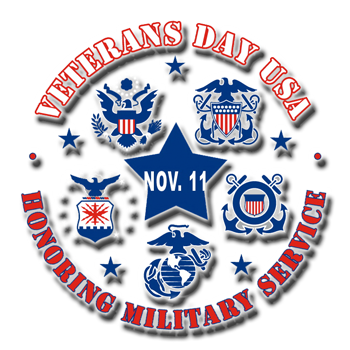 VETERANS DAY USA
NOV. 11
HONORING MILITARY SERVICE